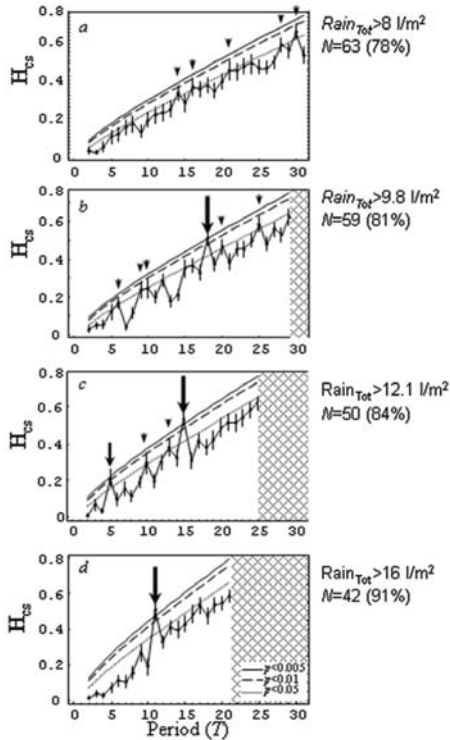 0.8
a
0.6
0.4
0.2
0
H_cs
0 5 10 15 20 25 30
Rain_Tot>8 l/m²
N=63 (78%)
0.8
b
0.6
0.4
0.2
0
H_cs
0 5 10 15 20 25 30
Rain_Tot>9.8 l/m²
N=59 (81%)
0.8
c
0.6
0.4
0.2
0
H_cs
0 5 10 15 20 25 30
Rain_Tot>12.1 l/m²
N=50 (84%)
0.8
d
0.6
0.4
0.2
0
H_cs
p<0.005
p<0.01
p<0.05
0 5 10 15 20 25 30
Period (T)
Rain_Tot>16 l/m²
N=42 (91%)